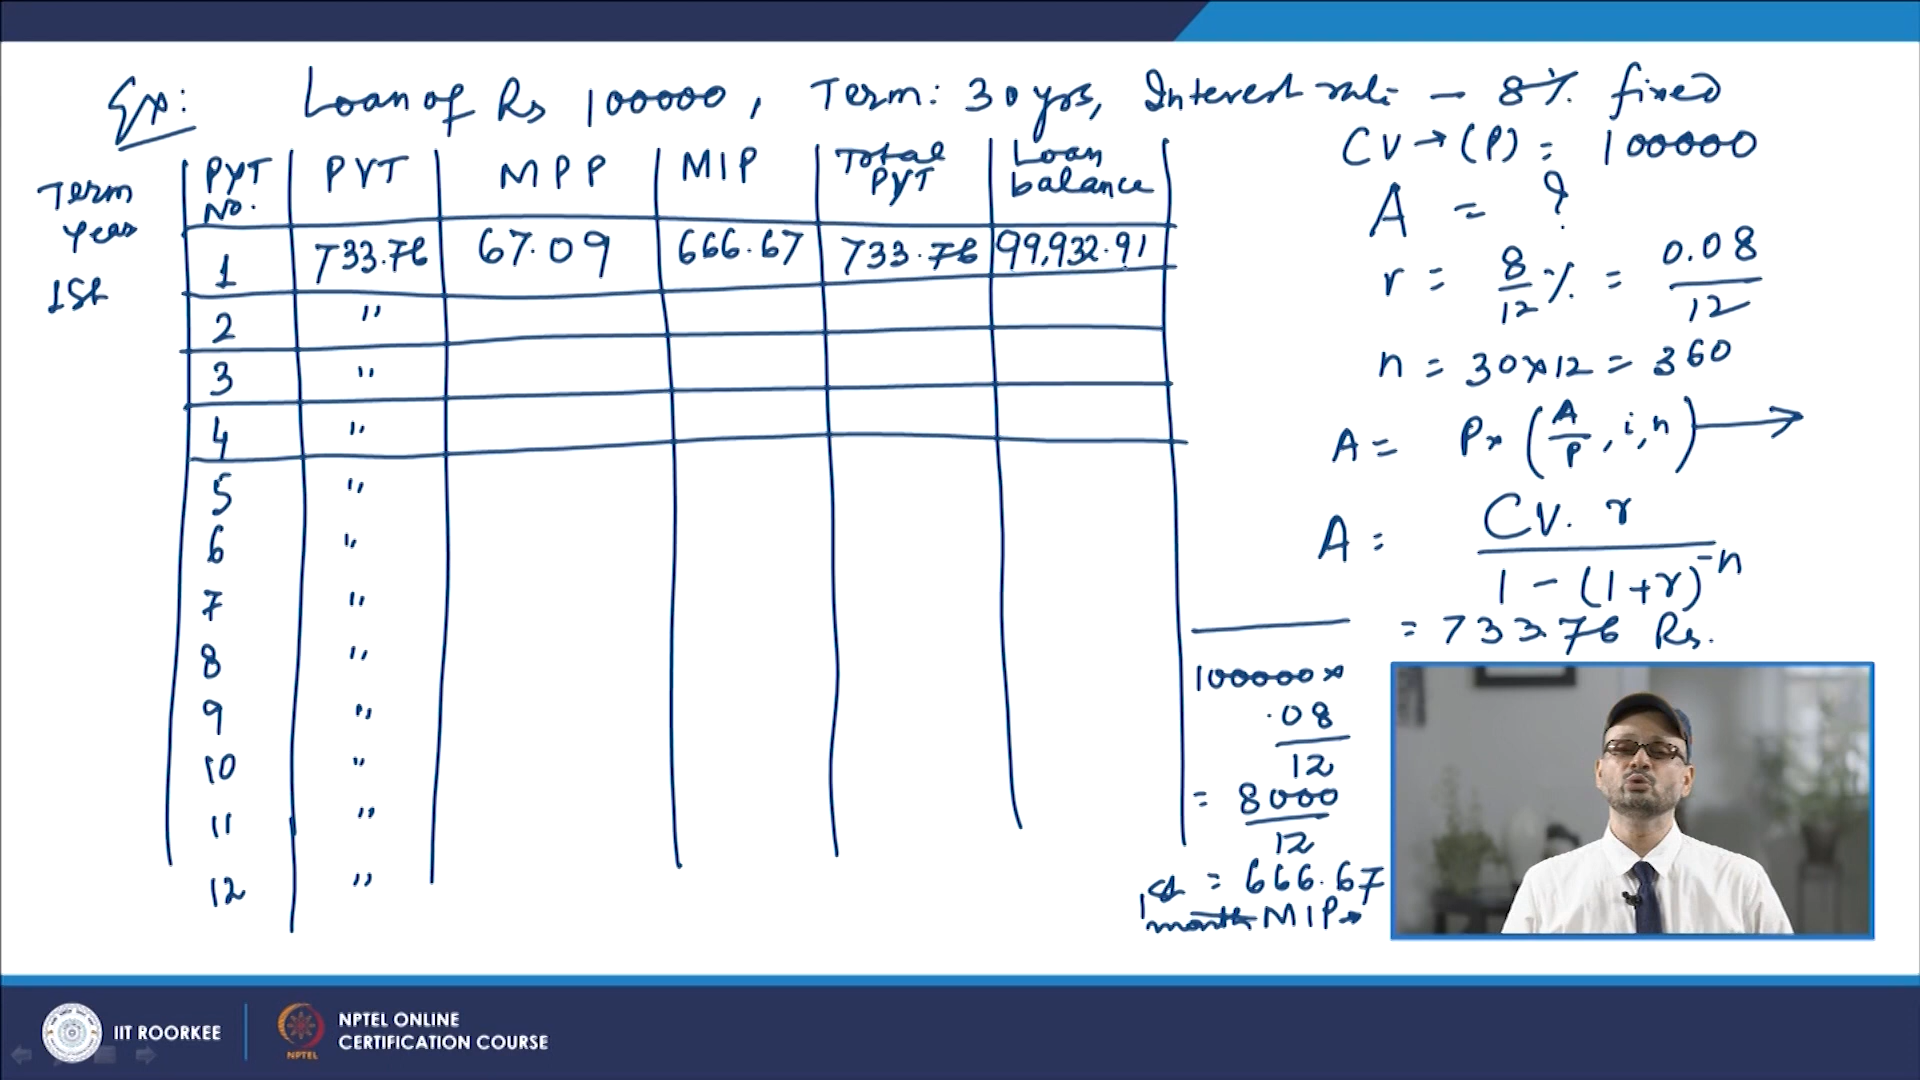 Ex: Loan of Rs 100000, Term: 30 yrs, Interest rate - 8% fixed
Term Year
PYT No. PYT MPP MIP Total PYT Loan balance
1st 1 733.76 67.09 666.67 733.76 99,932.91
2 "
3 "
4 "
5 "
6 "
7 "
8 "
9 "
10 "
11 "
12 "
CV → (P) = 100000
A = ?
r = 8/12 % = 0.08/12
n = 30×12 = 360
A = P× (A/P, i, n) →
A = CV. r / 1 - (1+r)^-n
= 733.76 Rs.
100000×
.08
12
= 8000
12
1st = 666.67
month MIP→
IIT ROORKEE
NPTEL
NPTEL ONLINE
CERTIFICATION COURSE